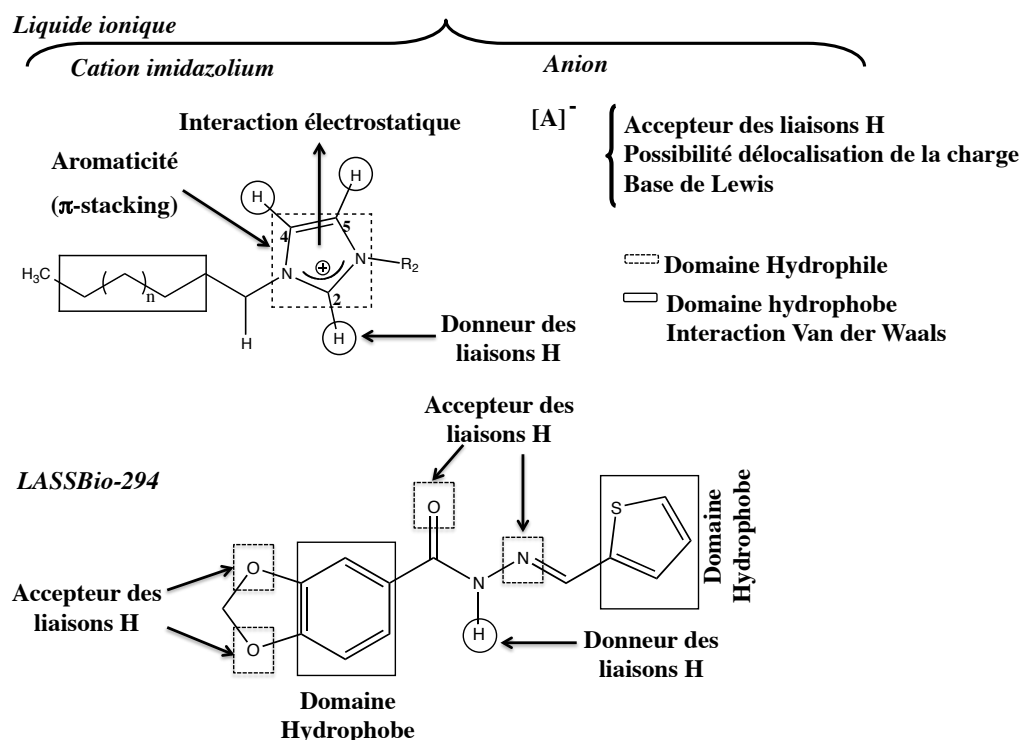 Liquide ionique
Cation imidazolium
Anion
Interaction électrostatique
[A]-
Accepteur des liaisons H
Possibilité délocalisation de la charge
Base de Lewis
Aromaticité
(π-stacking)
H
H
4
5
N
N
R2
H3C
n
2
H
H
Domaine Hydrophile
Domaine hydrophobe
Interaction Van der Waals
Donneur des
liaisons H
Accepteur des
liaisons H
LASSBio-294
O
S
Domaine
Hydrophobe
O
N
N
H
O
Accepteur des
liaisons H
Donneur des
liaisons H
Domaine
Hydrophobe